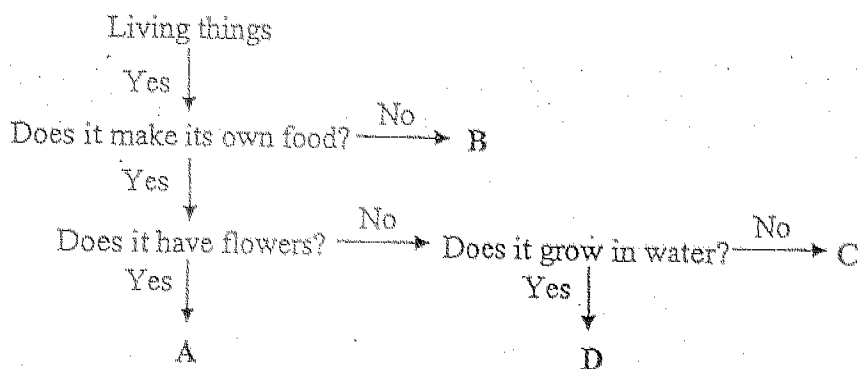 Living things
Yes
Does it make its own food? No B
Yes
Does it have flowers? No Does it grow in water? No C
Yes Yes
A D